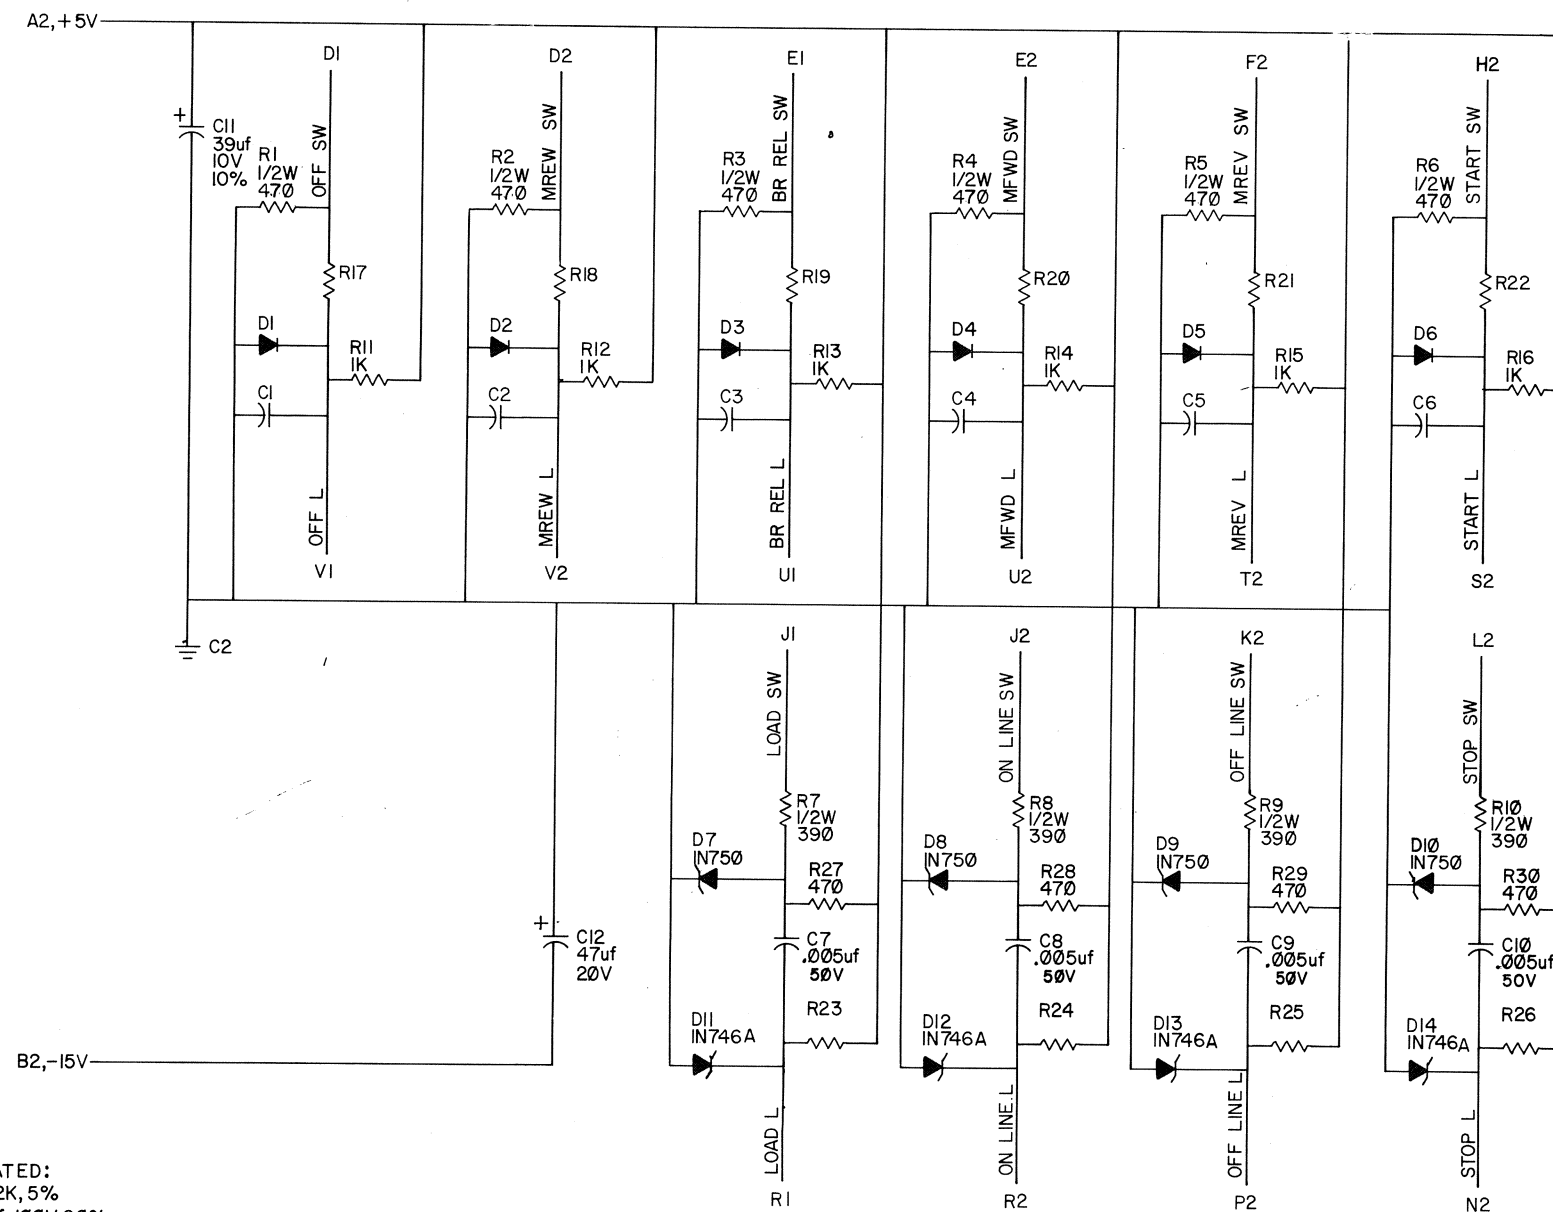 A2,+5V
D1
D2
E1
E2
F2
H2
OFF SW
MREW SW
BR REL SW
MFWD SW
MREV SW
START SW
+
C11
39uf
10V
10%
R1
1/2W
470
R2
1/2W
470
R3
1/2W
470
R4
1/2W
470
R5
1/2W
470
R6
1/2W
470
R17
R18
R19
R20
R21
R22
D1
D2
D3
D4
D5
D6
R11
1K
R12
1K
R13
1K
R14
1K
R15
1K
R16
1K
C1
C2
C3
C4
C5
C6
OFF L
MREW L
BR REL L
MFWD L
MREV L
START L
V1
V2
U1
U2
T2
S2
C2
J1
J2
K2
L2
LOAD SW
ON LINE SW
OFF LINE SW
STOP SW
R7
1/2W
390
R8
1/2W
390
R9
1/2W
390
R10
1/2W
390
D7
IN750
D8
IN750
D9
IN750
D10
IN750
R27
470
R28
470
R29
470
R30
470
+
C12
47uf
20V
C7
.005uf
50V
C8
.005uf
50V
C9
.005uf
50V
C10
.005uf
50V
R23
R24
R25
R26
D11
IN746A
D12
IN746A
D13
IN746A
D14
IN746A
B2,-15V
LOAD L
ON LINE L
OFF LINE L
STOP L
R1
R2
P2
N2
ATED:
2K, 5%